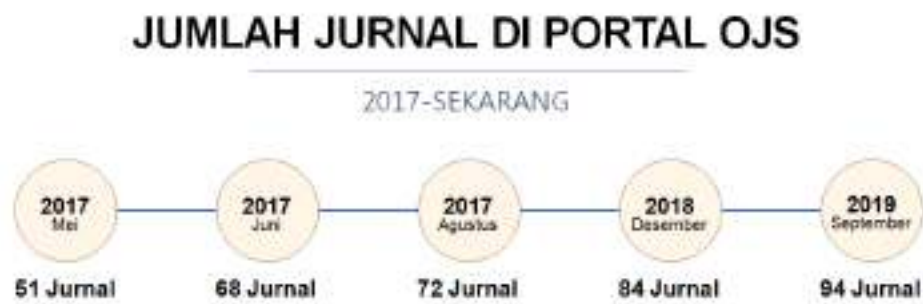 JUMLAH JURNAL DI PORTAL OJS
2017-SEKARANG
2017
Mei
51 Jurnal
2017
Juni
68 Jurnal
2017
Agustus
72 Jurnal
2018
Desember
84 Jurnal
2019
September
94 Jurnal